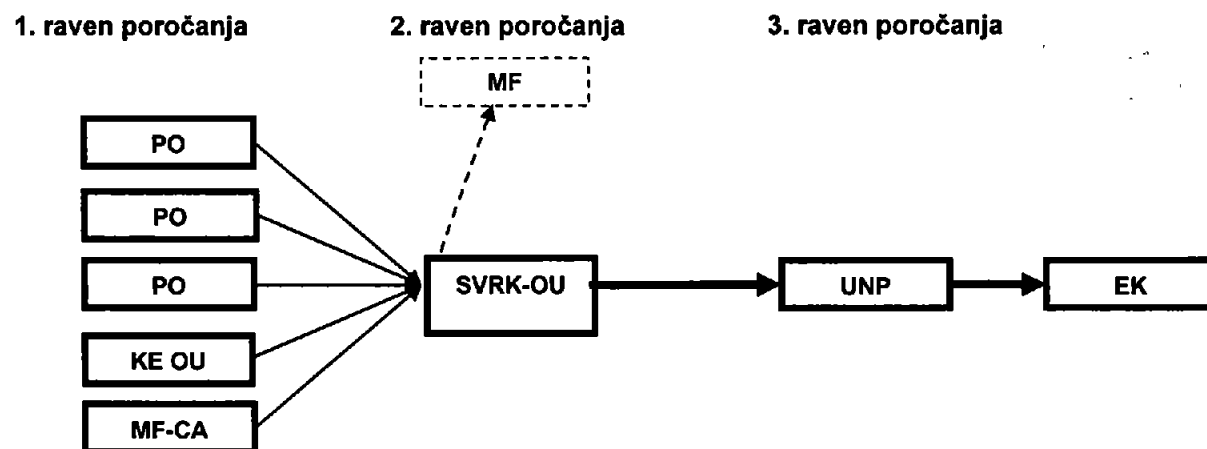 1. raven poročanja
2. raven poročanja
3. raven poročanja
MF
PO
PO
PO
SVRK-OU
UNP
EK
KE OU
MF-CA